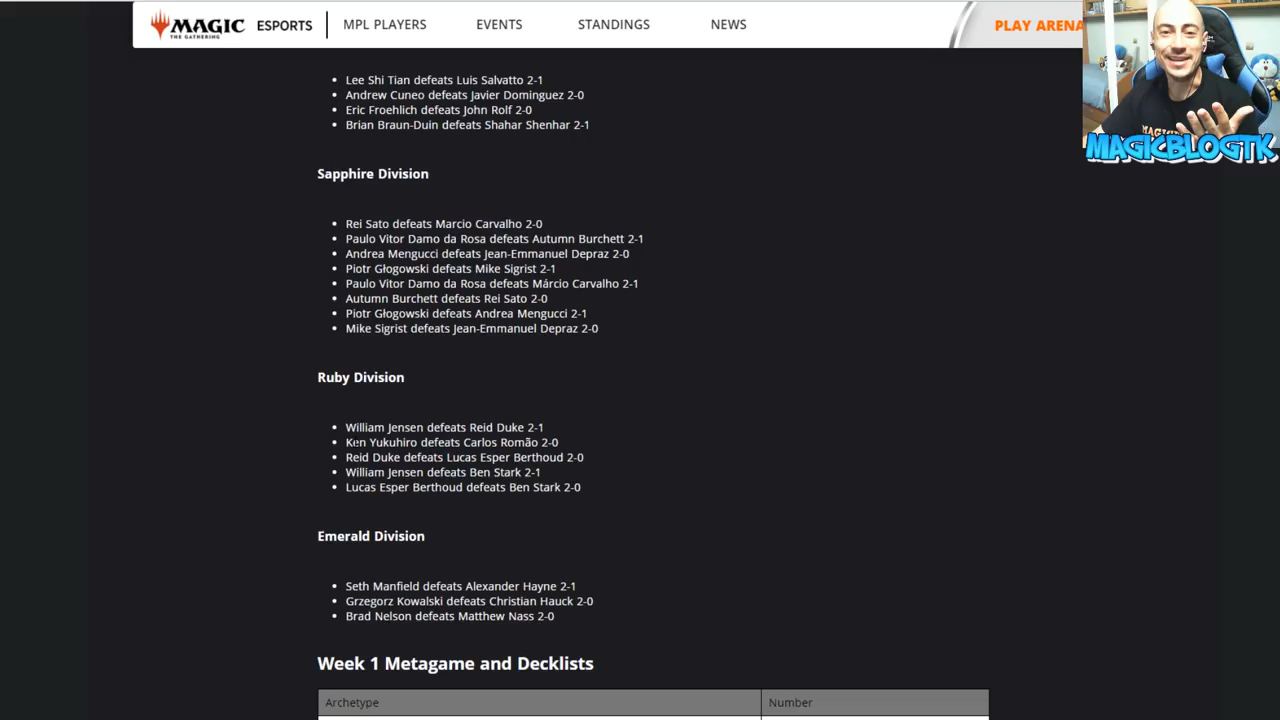 MAGIC
THE GATHERING
ESPORTS
MPL PLAYERS
EVENTS
STANDINGS
NEWS
PLAY ARENA
MAGICBLOGTK
Lee Shi Tian defeats Luis Salvatto 2-1
Andrew Cuneo defeats Javier Dominguez 2-0
Eric Froehlich defeats John Rolf 2-0
Brian Braun-Duin defeats Shahar Shenhar 2-1
Sapphire Division
Rei Sato defeats Marcio Carvalho 2-0
Paulo Vitor Damo da Rosa defeats Autumn Burchett 2-1
Andrea Mengucci defeats Jean-Emmanuel Depraz 2-0
Piotr Głogowski defeats Mike Sigrist 2-1
Paulo Vitor Damo da Rosa defeats Márcio Carvalho 2-1
Autumn Burchett defeats Rei Sato 2-0
Piotr Głogowski defeats Andrea Mengucci 2-1
Mike Sigrist defeats Jean-Emmanuel Depraz 2-0
Ruby Division
William Jensen defeats Reid Duke 2-1
Ken Yukuhiro defeats Carlos Romão 2-0
Reid Duke defeats Lucas Esper Berthoud 2-0
William Jensen defeats Ben Stark 2-1
Lucas Esper Berthoud defeats Ben Stark 2-0
Emerald Division
Seth Manfield defeats Alexander Hayne 2-1
Grzegorz Kowalski defeats Christian Hauck 2-0
Brad Nelson defeats Matthew Nass 2-0
Week 1 Metagame and Decklists
Archetype
Number